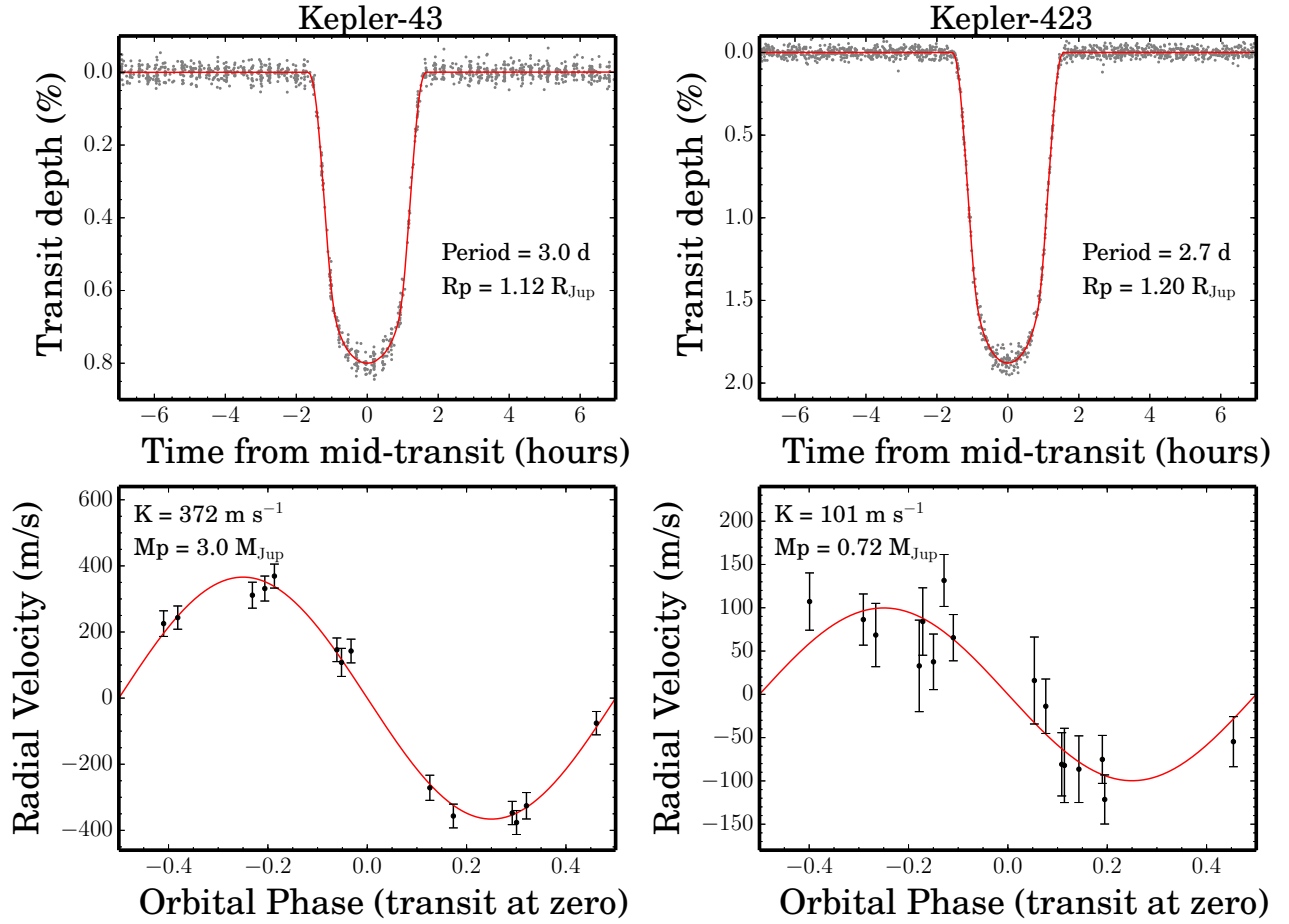 Kepler-43
0.0
0.2
0.4
0.6
0.8
Transit depth (%)
Period = 3.0 d
Rp = 1.12 R_Jup
−6 −4 −2 0 2 4 6
Time from mid-transit (hours)
Kepler-423
0.0
0.5
1.0
1.5
2.0
Transit depth (%)
Period = 2.7 d
Rp = 1.20 R_Jup
−6 −4 −2 0 2 4 6
Time from mid-transit (hours)
600
400
200
0
−200
−400
Radial Velocity (m/s)
K = 372 m s⁻¹
Mp = 3.0 M_Jup
−0.4 −0.2 0.0 0.2 0.4
Orbital Phase (transit at zero)
200
150
100
50
0
−50
−100
−150
Radial Velocity (m/s)
K = 101 m s⁻¹
Mp = 0.72 M_Jup
−0.4 −0.2 0.0 0.2 0.4
Orbital Phase (transit at zero)